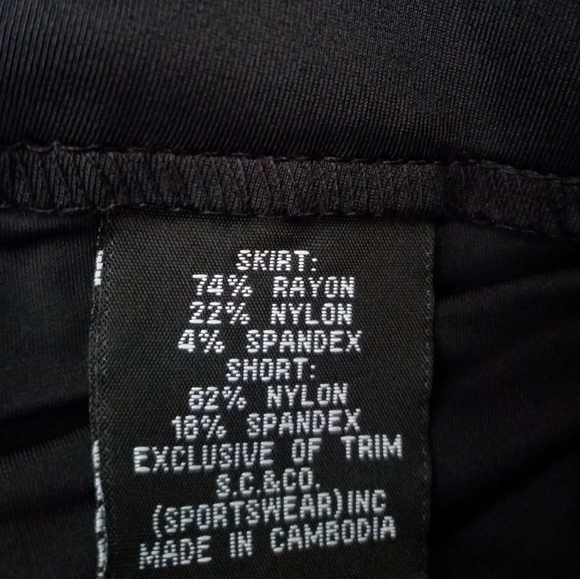 SKIRT:
74% RAYON
22% NYLON
4% SPANDEX
SHORT:
82% NYLON
18% SPANDEX
EXCLUSIVE OF TRIM
S.C.&CO.
(SPORTSWEAR)INC
MADE IN CAMBODIA